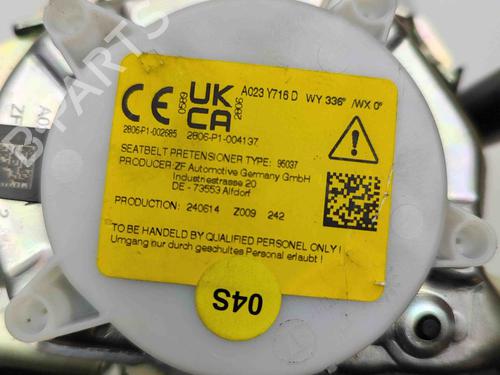 A023 Y716 D WY 336° /WX 0°
CE 0589 UK CA 2806
2806-P1-002685 2806-P1-004137
SEATBELT PRETENSIONER TYPE: 95037
PRODUCER: ZF Automotive Germany GmbH
Industriestrasse 20
DE - 73553 Alfdorf
PRODUCTION: 240614 Z009 242
TO BE HANDLED BY QUALIFIED PERSONEL ONLY !
Umgang nur durch geschultes Personal erlaubt !
04S